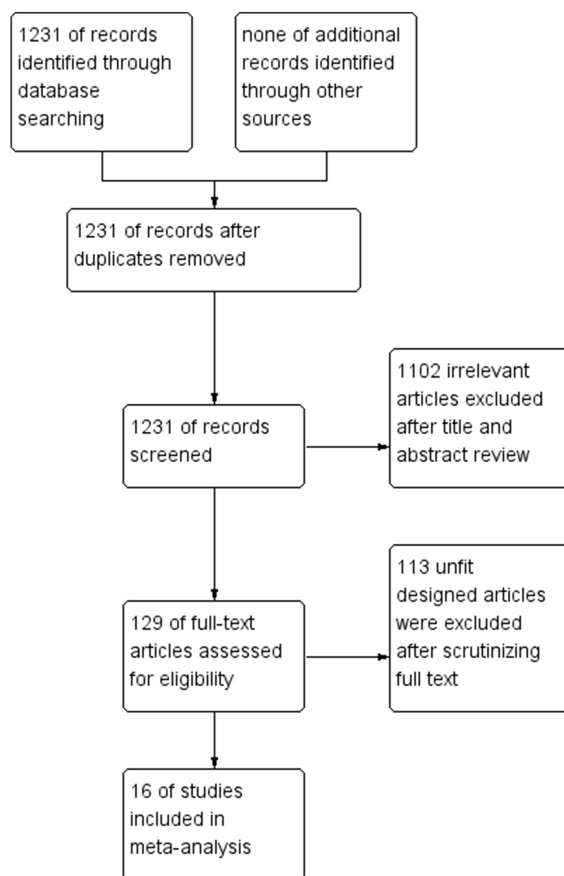 1231 of records
identified through
database
searching
none of additional
records identified
through other
sources
1231 of records after
duplicates removed
1231 of records
screened
1102 irrelevant
articles excluded
after title and
abstract review
129 of full-text
articles assessed
for eligibility
113 unfit
designed articles
were excluded
after scrutinizing
full text
16 of studies
included in
meta-analysis